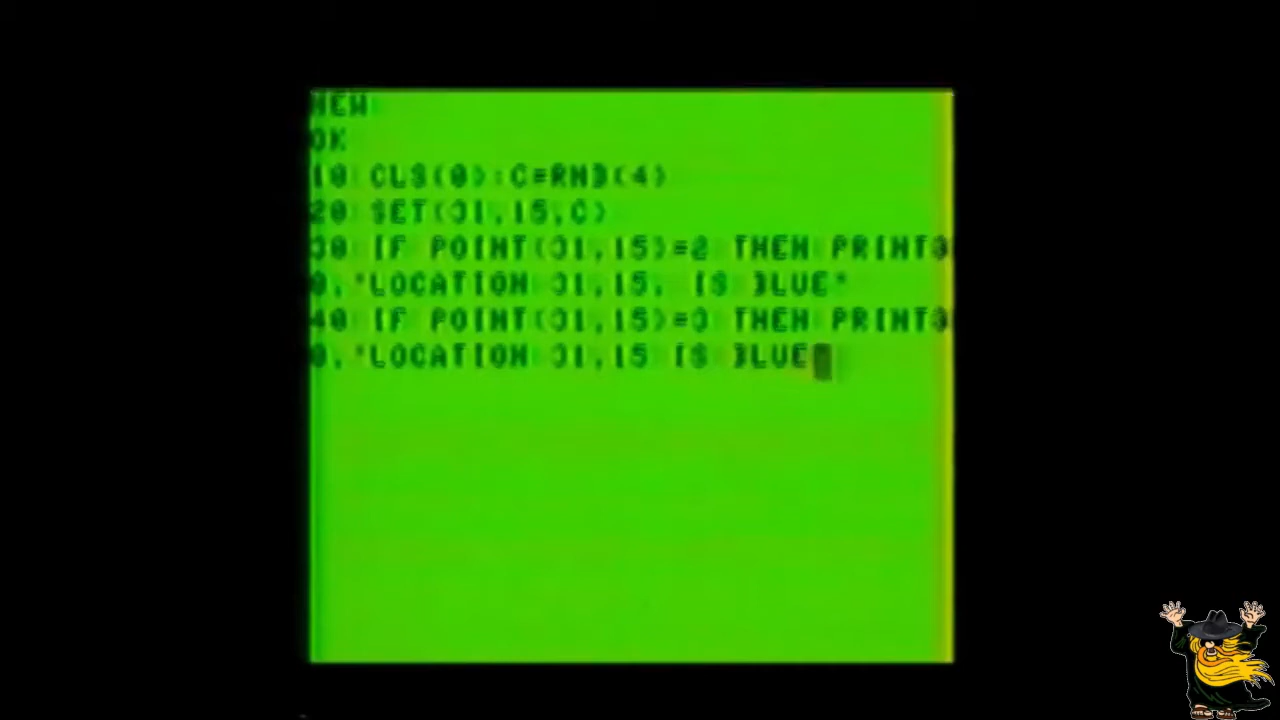 NEW
OK
10 CLS(0):C=RND(4)
20 SET(31,15,C)
30 IF POINT(31,15)=2 THEN PRINT@
0,"LOCATION 31,15, IS BLUE"
40 IF POINT(31,15)=3 THEN PRINT@
0,"LOCATION 31,15 IS BLUE